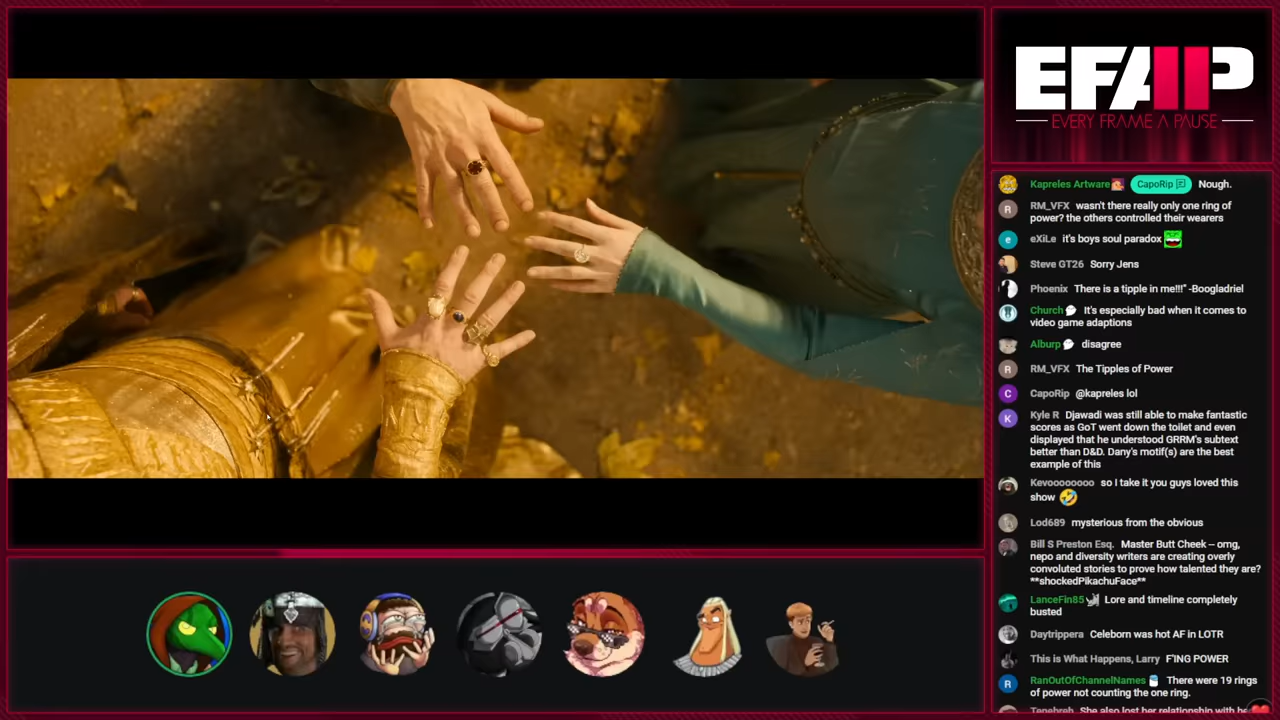 EFAP
EVERY FRAME A PAUSE
Kapreles Artware CapoRip Nough.
RM_VFX wasn't there really only one ring of
power? the others controlled their wearers
eXiLe it's boys soul paradox
Steve GT26 Sorry Jens
Phoenix There is a tipple in me!!!" -Boogladriel
Church It's especially bad when it comes to
video game adaptions
Alburp disagree
RM_VFX The Tipples of Power
CapoRip @kapreles lol
Kyle R Djawadi was still able to make fantastic
scores as GoT went down the toilet and even
displayed that he understood GRRM's subtext
better than D&D. Dany's motif(s) are the best
example of this
Kevoooooooo so I take it you guys loved this
show
Lod689 mysterious from the obvious
Bill S Preston Esq. Master Butt Cheek – omg,
nepo and diversity writers are creating overly
convoluted stories to prove how talented they are?
**shockedPikachuFace**
LanceFin85 Lore and timeline completely
busted
Daytrippera Celeborn was hot AF in LOTR
This is What Happens, Larry F'ING POWER
RanOutOfChannelNames There were 19 rings
of power not counting the one ring.
She also lost her relationship with